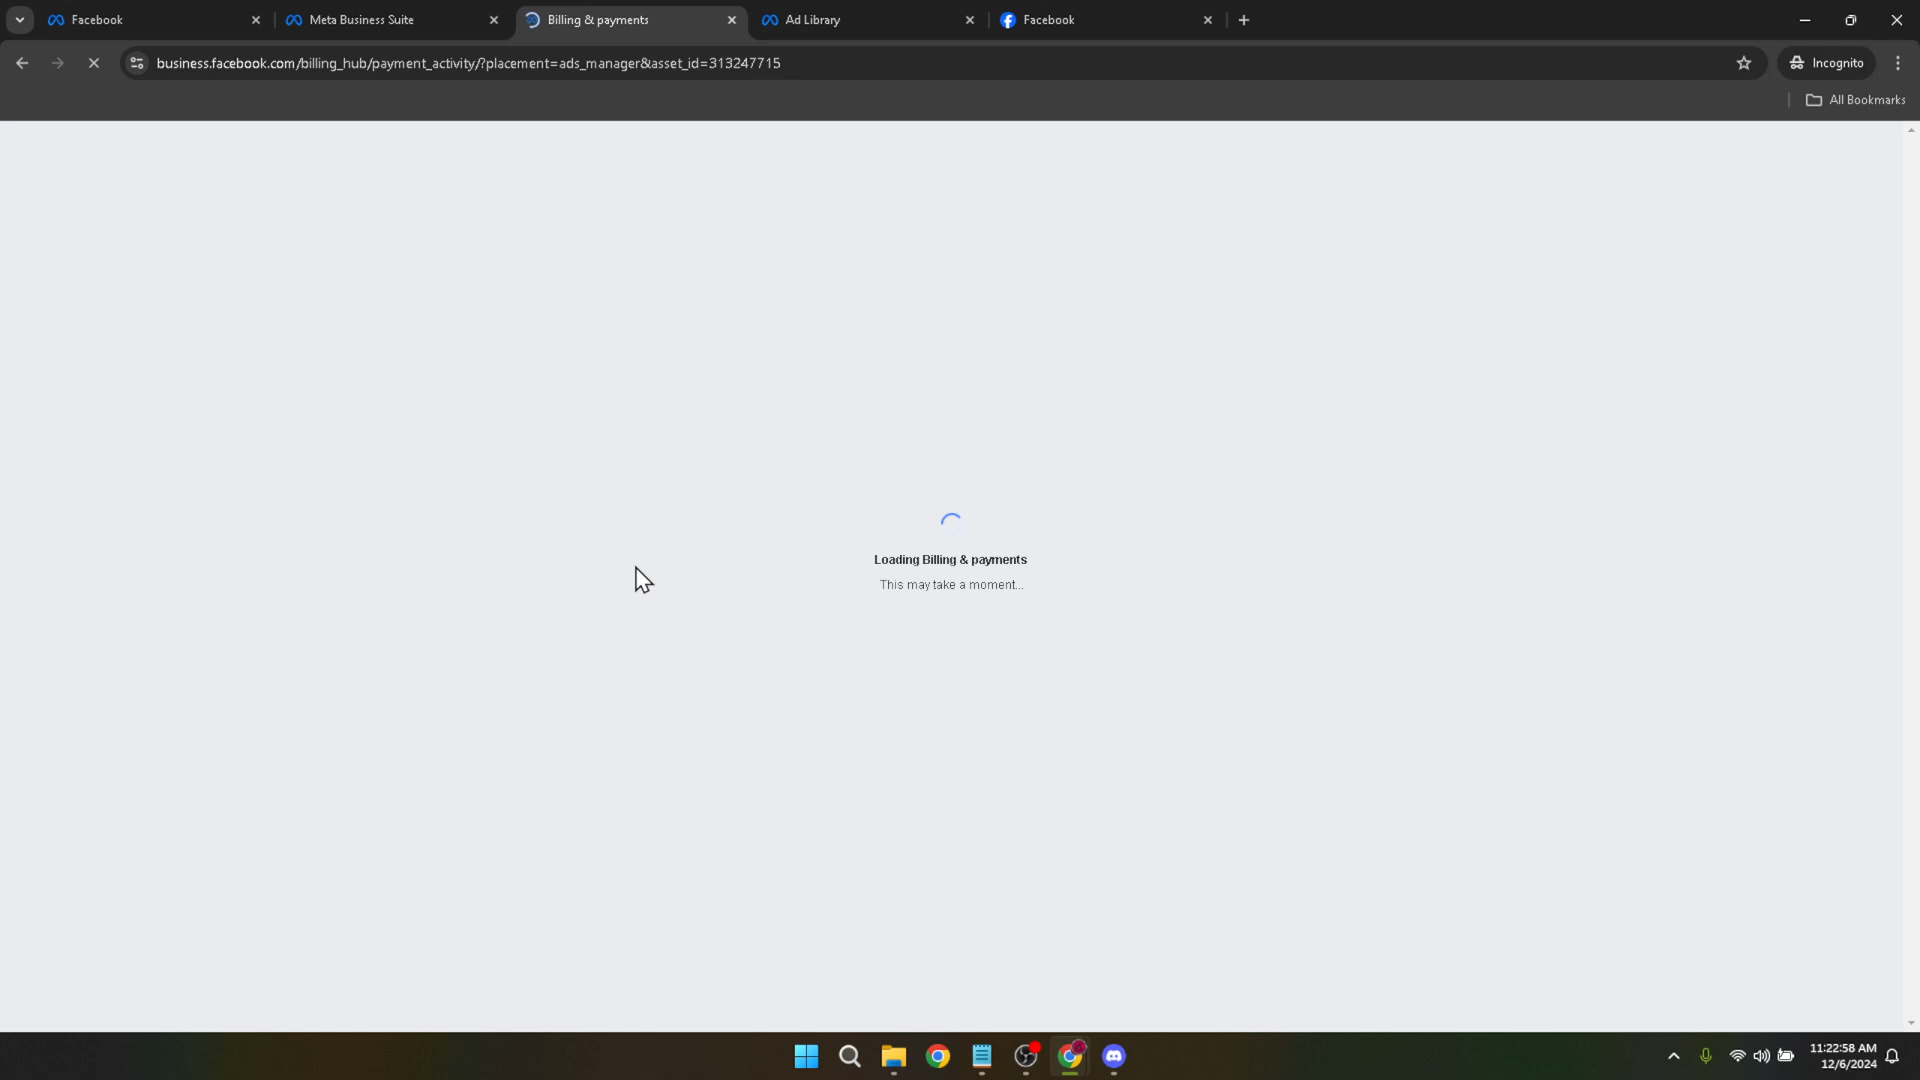 Facebook
Meta Business Suite
Billing & payments
Ad Library
Facebook
business.facebook.com/billing_hub/payment_activity/?placement=ads_manager&asset_id=313247715
Incognito
All Bookmarks
Loading Billing & payments
This may take a moment...
11:22:58 AM
12/6/2024